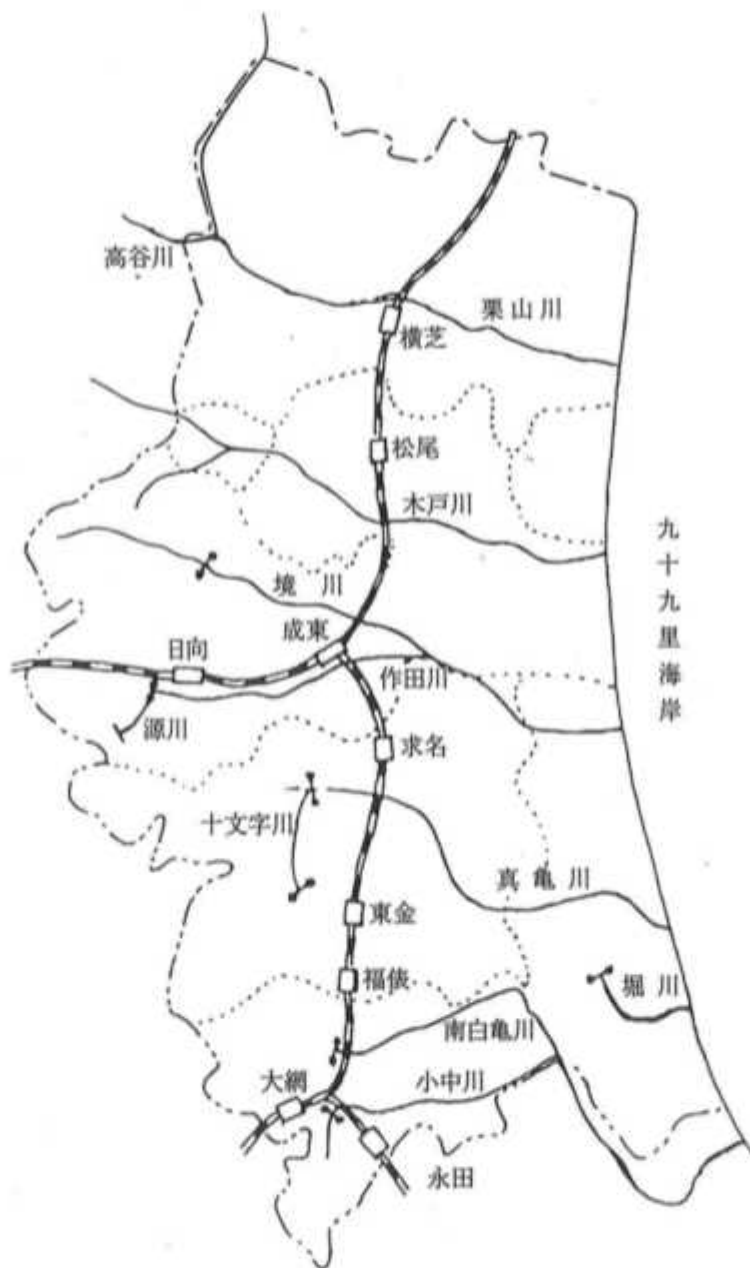 高谷川
栗山川
横芝
松尾
木戸川
九十九里海岸
境川
成東
日向
作田川
源川
求名
十文字川
真亀川
東金
福俵
堀川
南白亀川
大網
小中川
永田